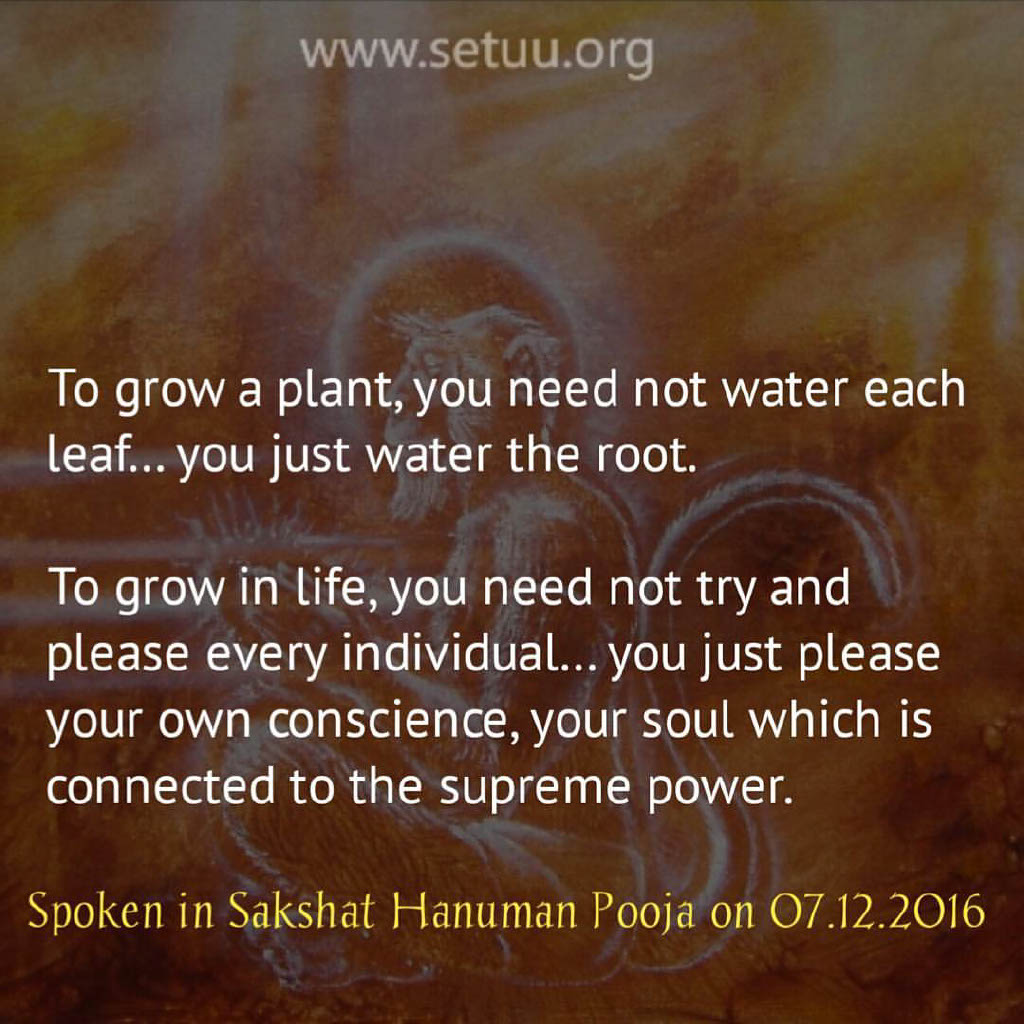 www.setuu.org
To grow a plant, you need not water each
leaf... you just water the root.
To grow in life, you need not try and
please every individual... you just please
your own conscience, your soul which is
connected to the supreme power.
Spoken in Sakshat Hanuman Pooja on 07.12.2016